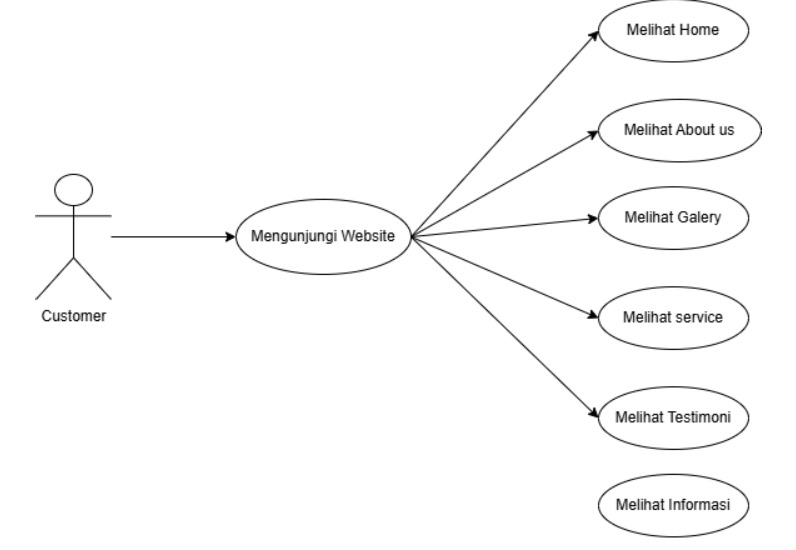 Melihat Home
Melihat About us
Melihat Galery
Mengunjungi Website
Melihat service
Customer
Melihat Testimoni
Melihat Informasi